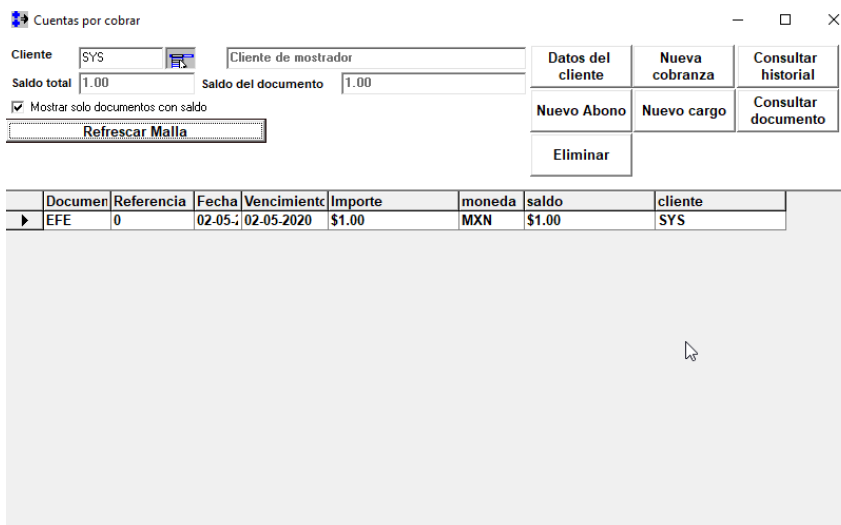 Cuentas por cobrar
Cliente SYS Cliente de mostrador
Saldo total 1.00 Saldo del documento 1.00
Mostrar solo documentos con saldo
Refrescar Malla
Datos del cliente
Nueva cobranza
Consultar historial
Nuevo Abono
Nuevo cargo
Consultar documento
Eliminar
Documen Referencia Fecha Vencimiento Importe moneda saldo cliente
EFE 0 02-05-2 02-05-2020 $1.00 MXN $1.00 SYS